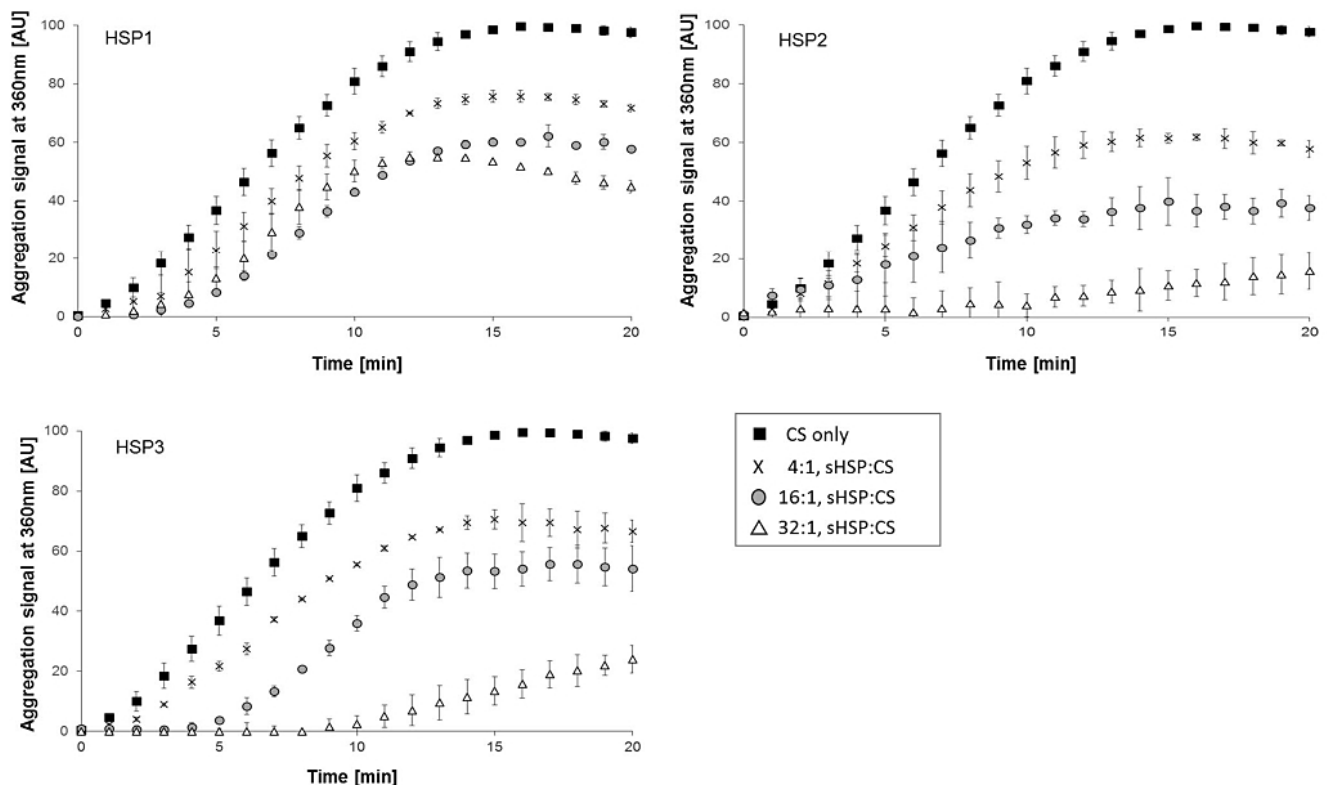 HSP1
Aggregation signal at 360nm [AU]
100
80
60
40
20
0
0 5 10 15 20
Time [min]
HSP2
Aggregation signal at 360nm [AU]
100
80
60
40
20
0
0 5 10 15 20
Time [min]
HSP3
Aggregation signal at 360nm [AU]
100
80
60
40
20
0
0 5 10 15 20
Time [min]
CS only
4:1, sHSP:CS
16:1, sHSP:CS
32:1, sHSP:CS